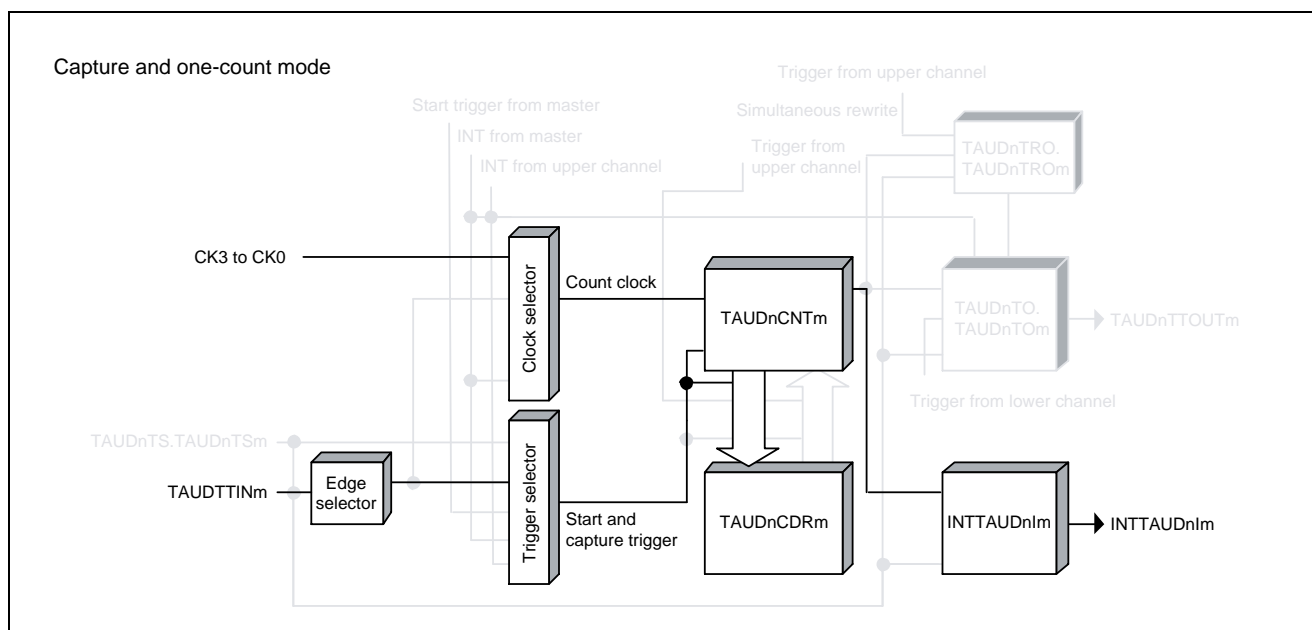 Capture and one-count mode
Trigger from upper channel
Start trigger from master
Simultaneous rewrite
INT from master
Trigger from
upper channel
INT from upper channel
TAUDnTRO.
TAUDnTROm
CK3 to CK0
Clock selector
Count clock
TAUDnCNTm
TAUDnTO.
TAUDnTOm
TAUDnTTOUTm
Trigger from lower channel
TAUDnTS.TAUDnTSm
TAUDTTINm
Edge
selector
Trigger selector
Start and
capture trigger
TAUDnCDRm
INTTAUDnIm
INTTAUDnIm